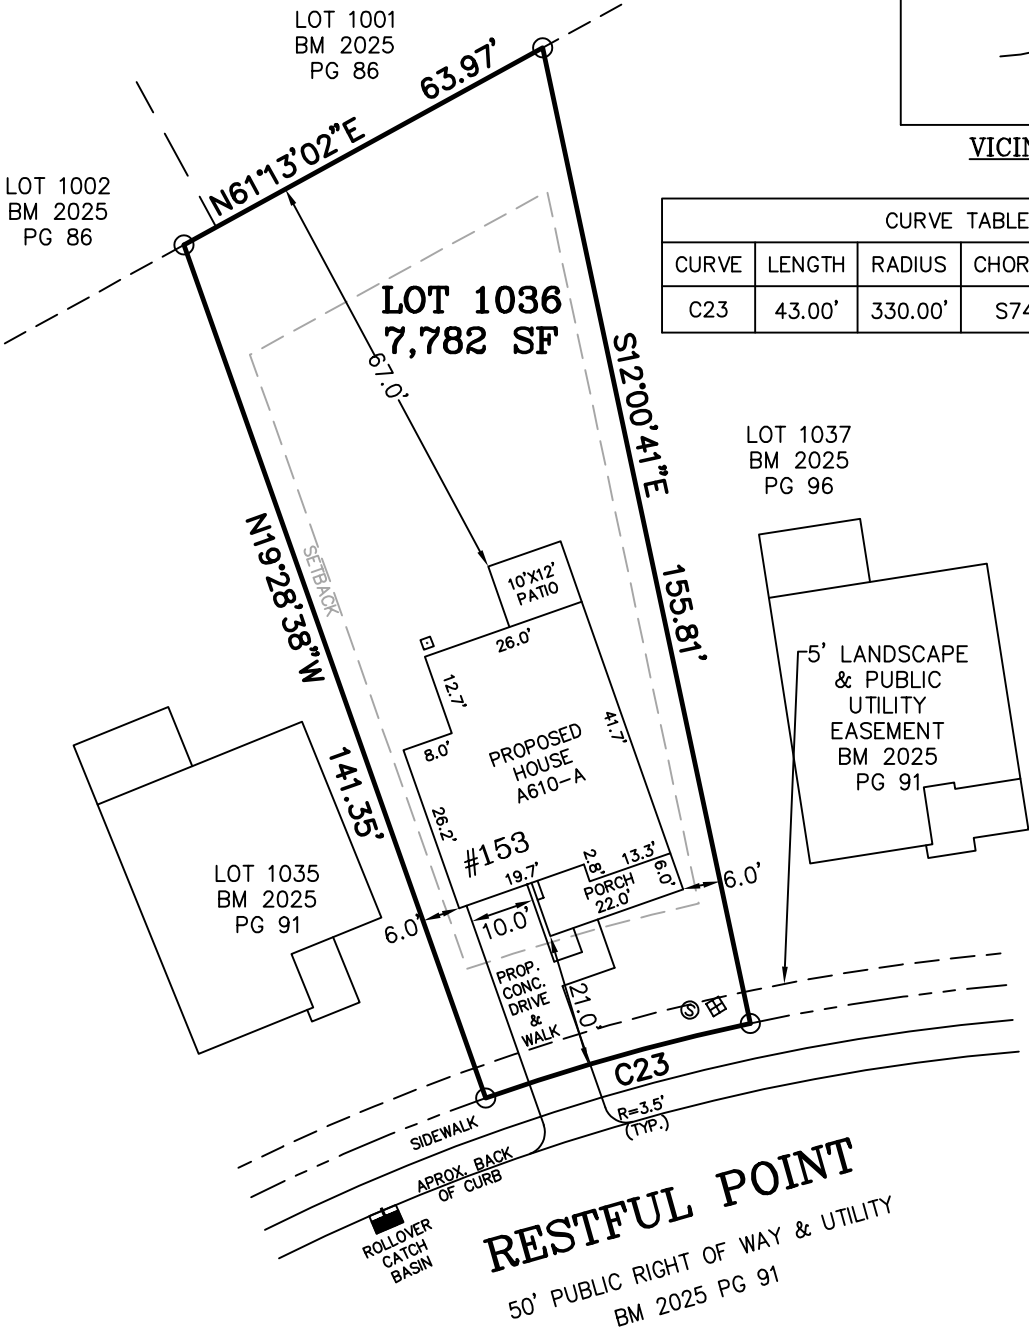 LOT 1001
BM 2025
PG 86
63.97'
N61°13'02"E
LOT 1002
BM 2025
PG 86
VICIN
CURVE TABLE
CURVE LENGTH RADIUS CHOR
C23 43.00' 330.00' S74
LOT 1036
7,782 SF
67.0'
S12°00'41"E
155.81'
LOT 1037
BM 2025
PG 96
N19°28'38"W
141.35'
SETBACK
10'X12'
PATIO
26.0'
12.7'
8.0'
41.7'
PROPOSED
HOUSE
A610-A
26.2'
#153
19.7'
2.8'
13.3'
6.0'
PORCH
22.0'
5' LANDSCAPE
& PUBLIC
UTILITY
EASEMENT
BM 2025
PG 91
LOT 1035
BM 2025
PG 91
6.0'
10.0'
6.0'
PROP.
CONC.
DRIVE
&
WALK
21.0'
S
C23
R=3.5'
(TYP.)
SIDEWALK
APROX. BACK
OF CURB
ROLLOVER
CATCH
BASIN
RESTFUL POINT
50' PUBLIC RIGHT OF WAY & UTILITY
BM 2025 PG 91